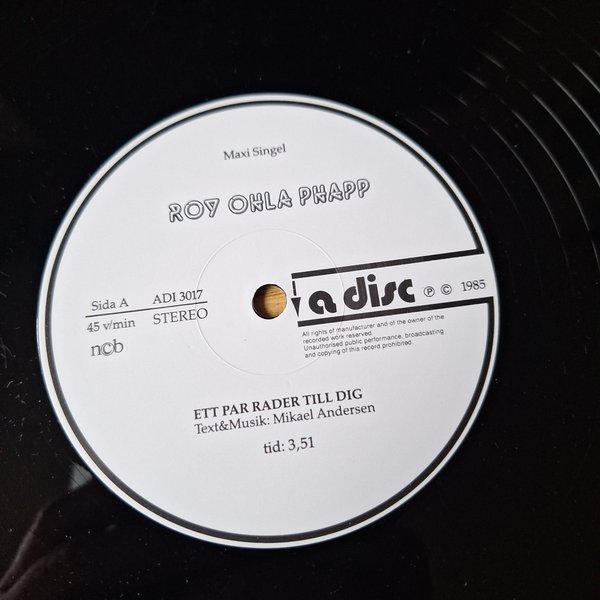 Maxi Singel
ROY OHLA PHAPP
Sida A ADI 3017
45 v/min STEREO
ncb
a disc ℗ © 1985
All rights of manufacturer and of the owner of the
recorded work reserved.
Unauthorised public performance, broadcasting
and copying of this record prohibited.
ETT PAR RADER TILL DIG
Text&Musik: Mikael Andersen
tid: 3,51